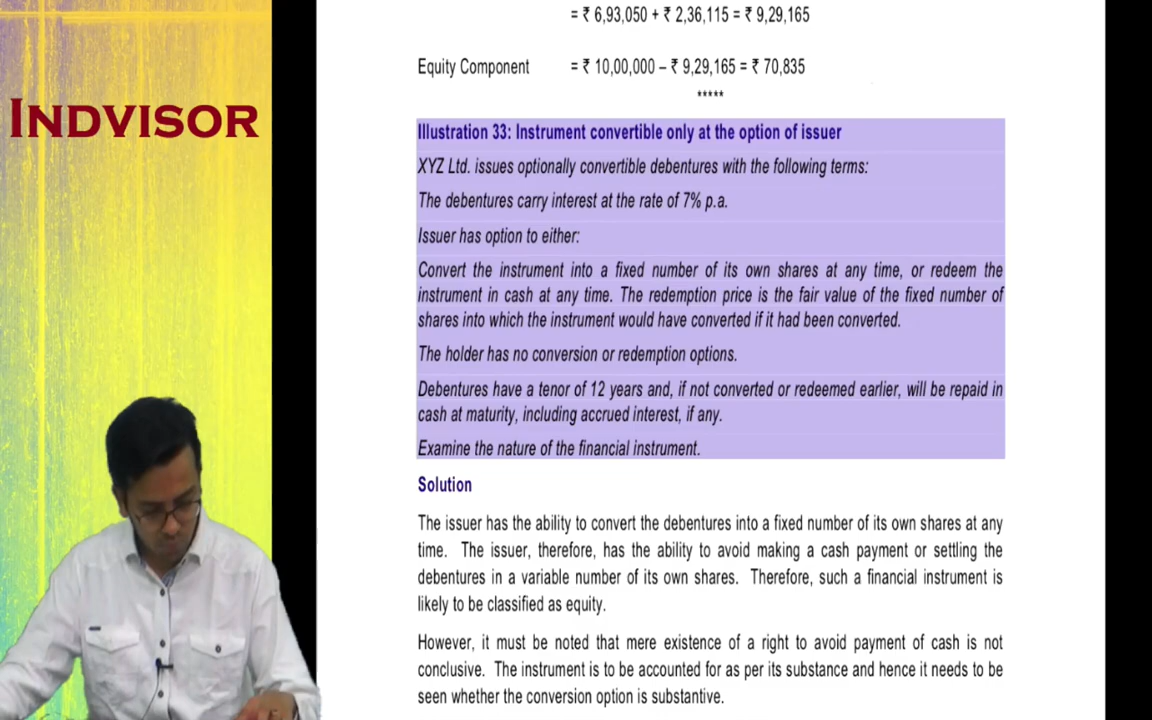 = ₹ 6,93,050 + ₹ 2,36,115 = ₹ 9,29,165
Equity Component = ₹ 10,00,000 – ₹ 9,29,165 = ₹ 70,835
*****
INDVISOR
Illustration 33: Instrument convertible only at the option of issuer
XYZ Ltd. issues optionally convertible debentures with the following terms:
The debentures carry interest at the rate of 7% p.a.
Issuer has option to either:
Convert the instrument into a fixed number of its own shares at any time, or redeem the
instrument in cash at any time. The redemption price is the fair value of the fixed number of
shares into which the instrument would have converted if it had been converted.
The holder has no conversion or redemption options.
Debentures have a tenor of 12 years and, if not converted or redeemed earlier, will be repaid in
cash at maturity, including accrued interest, if any.
Examine the nature of the financial instrument.
Solution
The issuer has the ability to convert the debentures into a fixed number of its own shares at any
time. The issuer, therefore, has the ability to avoid making a cash payment or settling the
debentures in a variable number of its own shares. Therefore, such a financial instrument is
likely to be classified as equity.
However, it must be noted that mere existence of a right to avoid payment of cash is not
conclusive. The instrument is to be accounted for as per its substance and hence it needs to be
seen whether the conversion option is substantive.